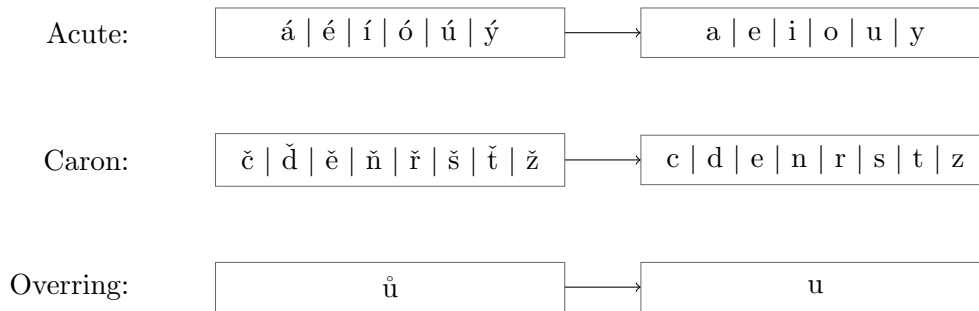 Acute: á | é | í | ó | ú | ý a | e | i | o | u | y
Caron: č | ď | ě | ň | ř | š | ť | ž c | d | e | n | r | s | t | z
Overring: ů u